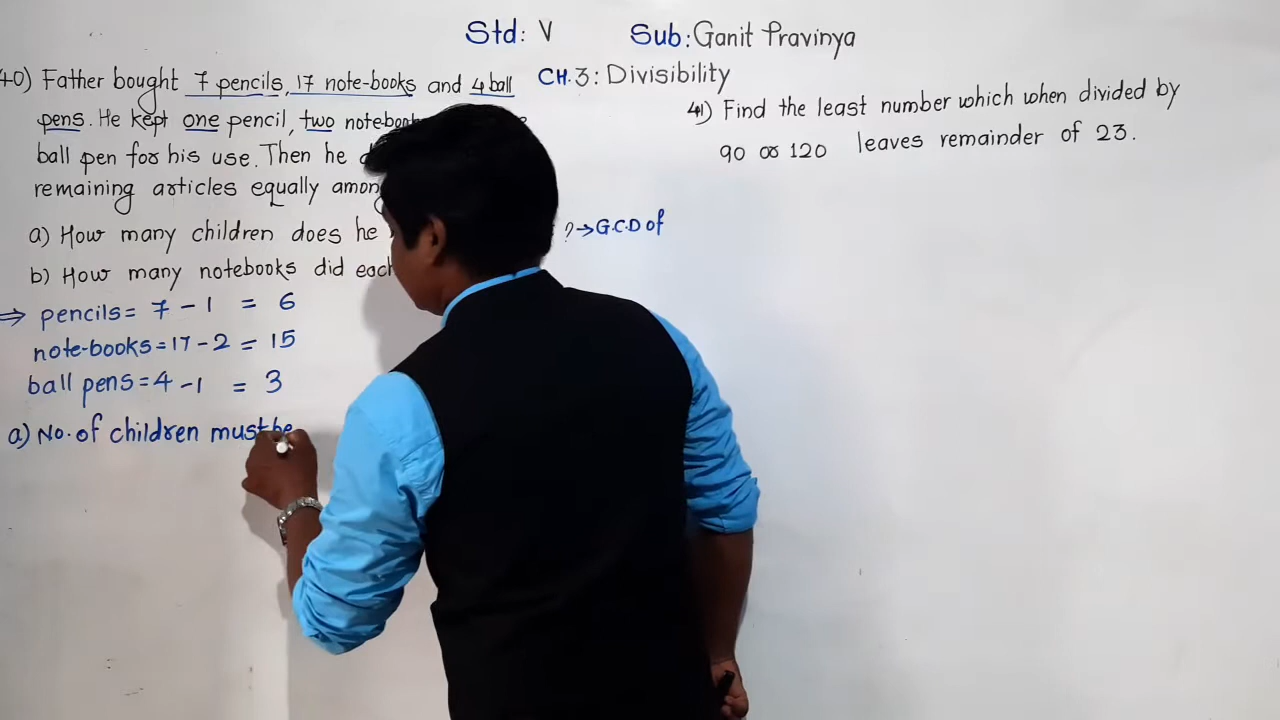 Std: V Sub: Ganit Pravinya
CH. 3: Divisibility
40) Father bought 7 pencils, 17 note-books and 4 ball
pens. He kept one pencil, two
ball pen for his use. Then he
remaining articles equally
a) How many children does he ? → G.C.D of
b) How many notebooks did
⇒ pencils = 7 - 1 = 6
note-books = 17 - 2 = 15
ball pens = 4 - 1 = 3
a) No. of children must be
41) Find the least number which when divided by
90 or 120 leaves remainder of 23.